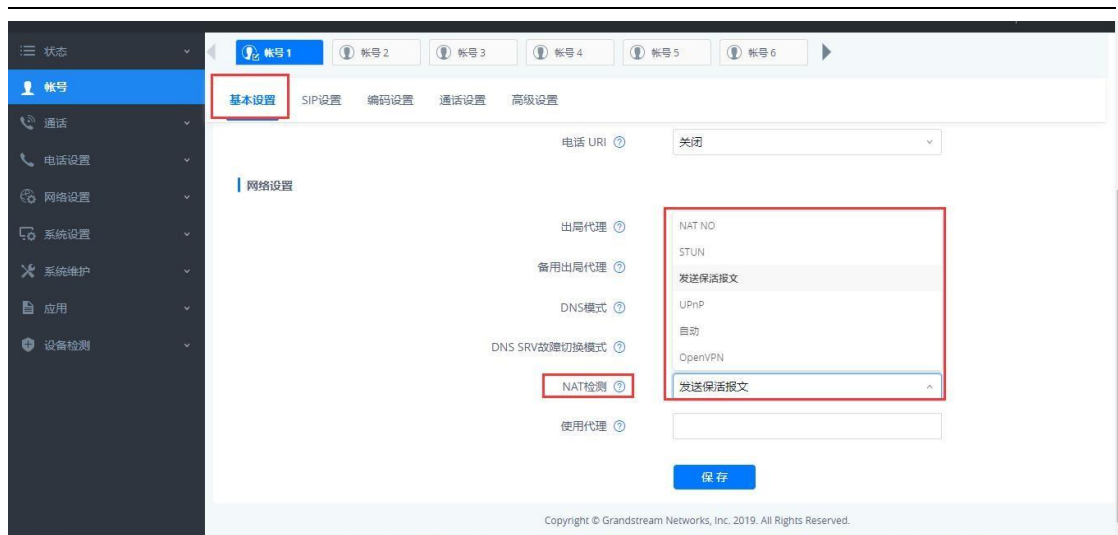 状态
帐号 1
帐号 2
帐号 3
帐号 4
帐号 5
帐号 6
帐号
基本设置 SIP设置 编码设置 通话设置 高级设置
通话
电话 URI 关闭
电话设置
网络设置
网络设置
出局代理
NAT NO
系统设置
STUN
备用出局代理
发送保活报文
系统维护
DNS模式
UPnP
应用
自动
DNS SRV故障切换模式
OpenVPN
设备检测
NAT检测 发送保活报文
使用代理
保存
Copyright © Grandstream Networks, Inc. 2019. All Rights Reserved.